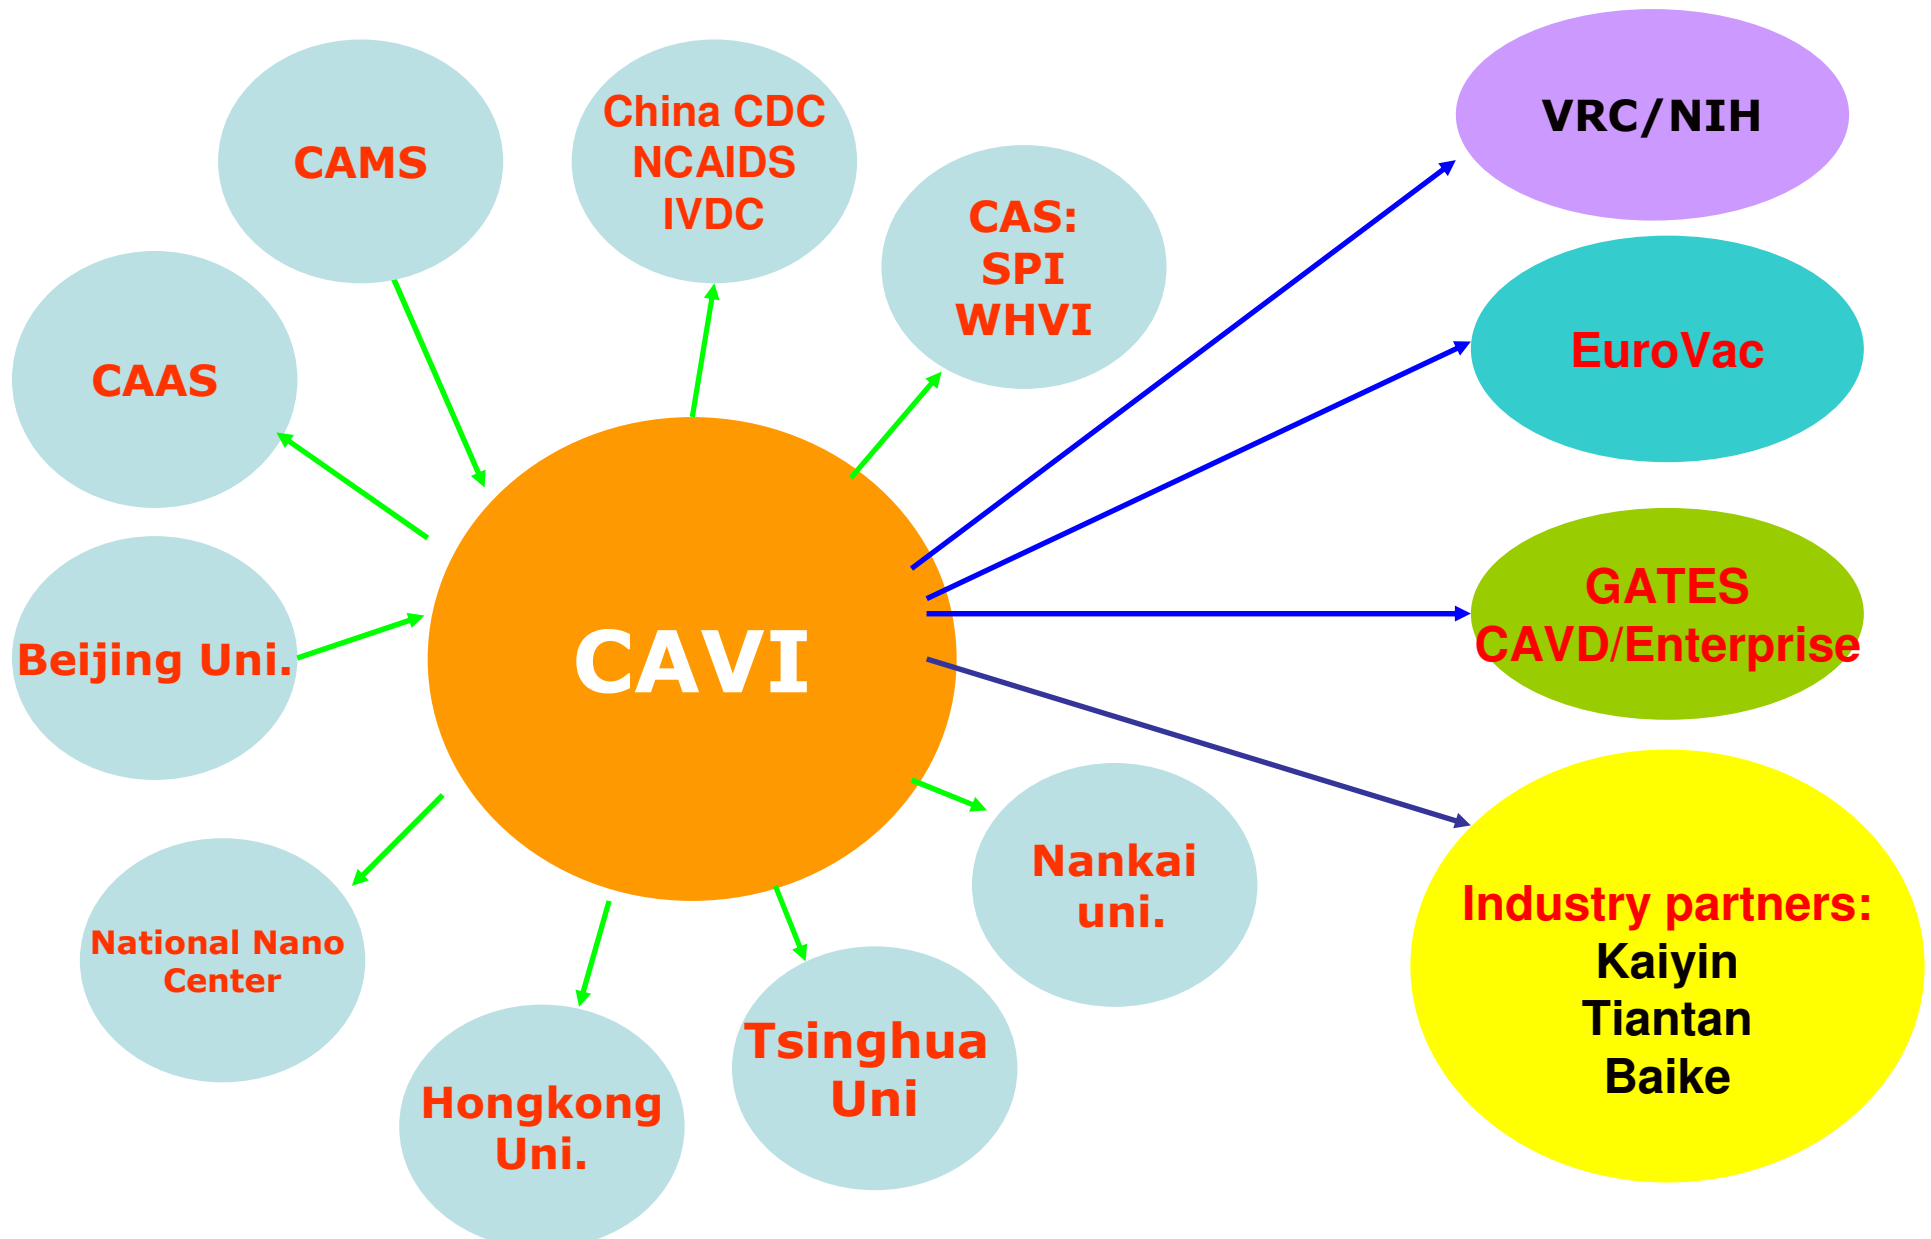 China CDC
NCAIDS
IVDC
CAMS
CAS:
SPI
WHVI
VRC/NIH
CAAS
EuroVac
Beijing Uni.
CAVI
GATES
CAVD/Enterprise
Nankai
uni.
National Nano
Center
Industry partners:
Kaiyin
Tiantan
Baike
Tsinghua
Uni
Hongkong
Uni.